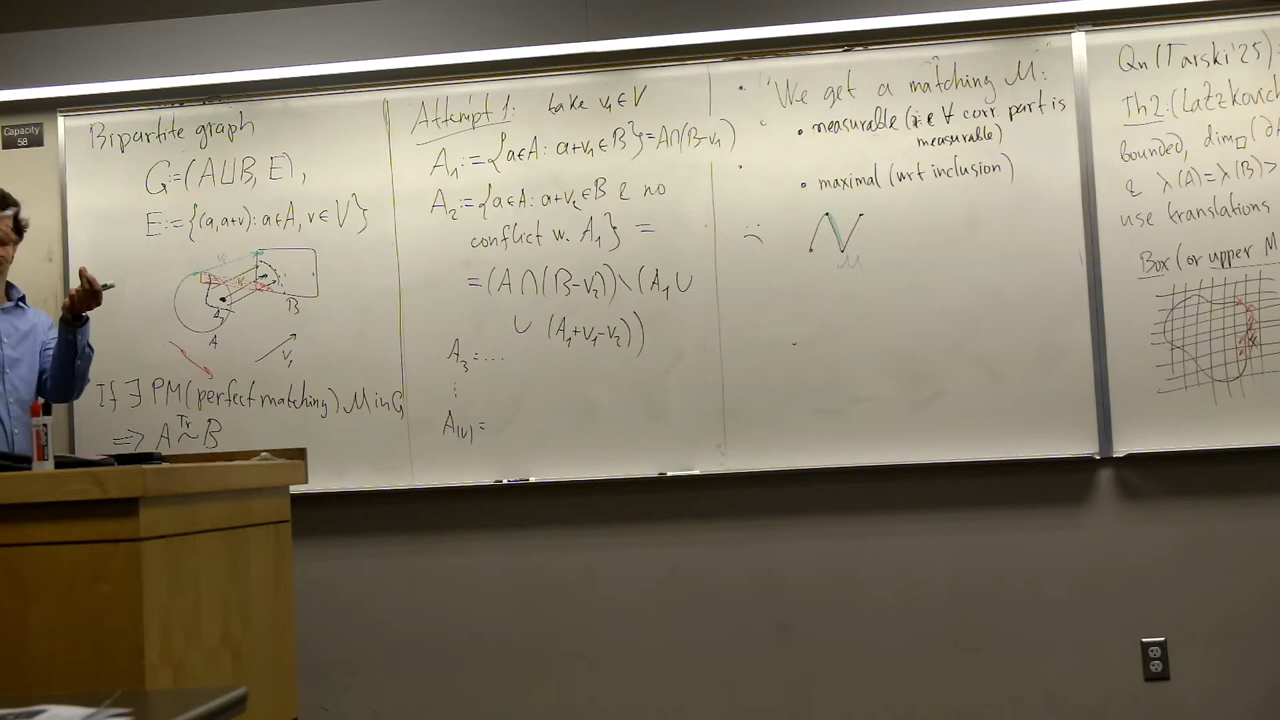 Capacity
58
Bipartite graph
G:=(A⊔B, E),
E:={(a,a+v): a∈A, v∈V}
A
B
V₁
If ∃ PM(perfect matching) M in G
⟹ A ~Tr B
Attempt 1: take v₁∈V
A₁:={a∈A: a+v₁∈B}=A∩(B-v₁)
A₂:={a∈A: a+v₂∈B & no
conflict w. A₁} =
=(A∩(B-v₂))\(A₁∪
∪ (A₁+v₁-v₂))
A₃=...
⋮
A|V|=
We get a matching M:
• measurable (i.e ∀ corr. part is
measurable)
• maximal (wrt inclusion)
:(
M
Qn(Tarski'25)
Th2:(Laczkovich
bounded, dim□(∂
& λ(A)=λ(B)>
use translations
Box(or upper M